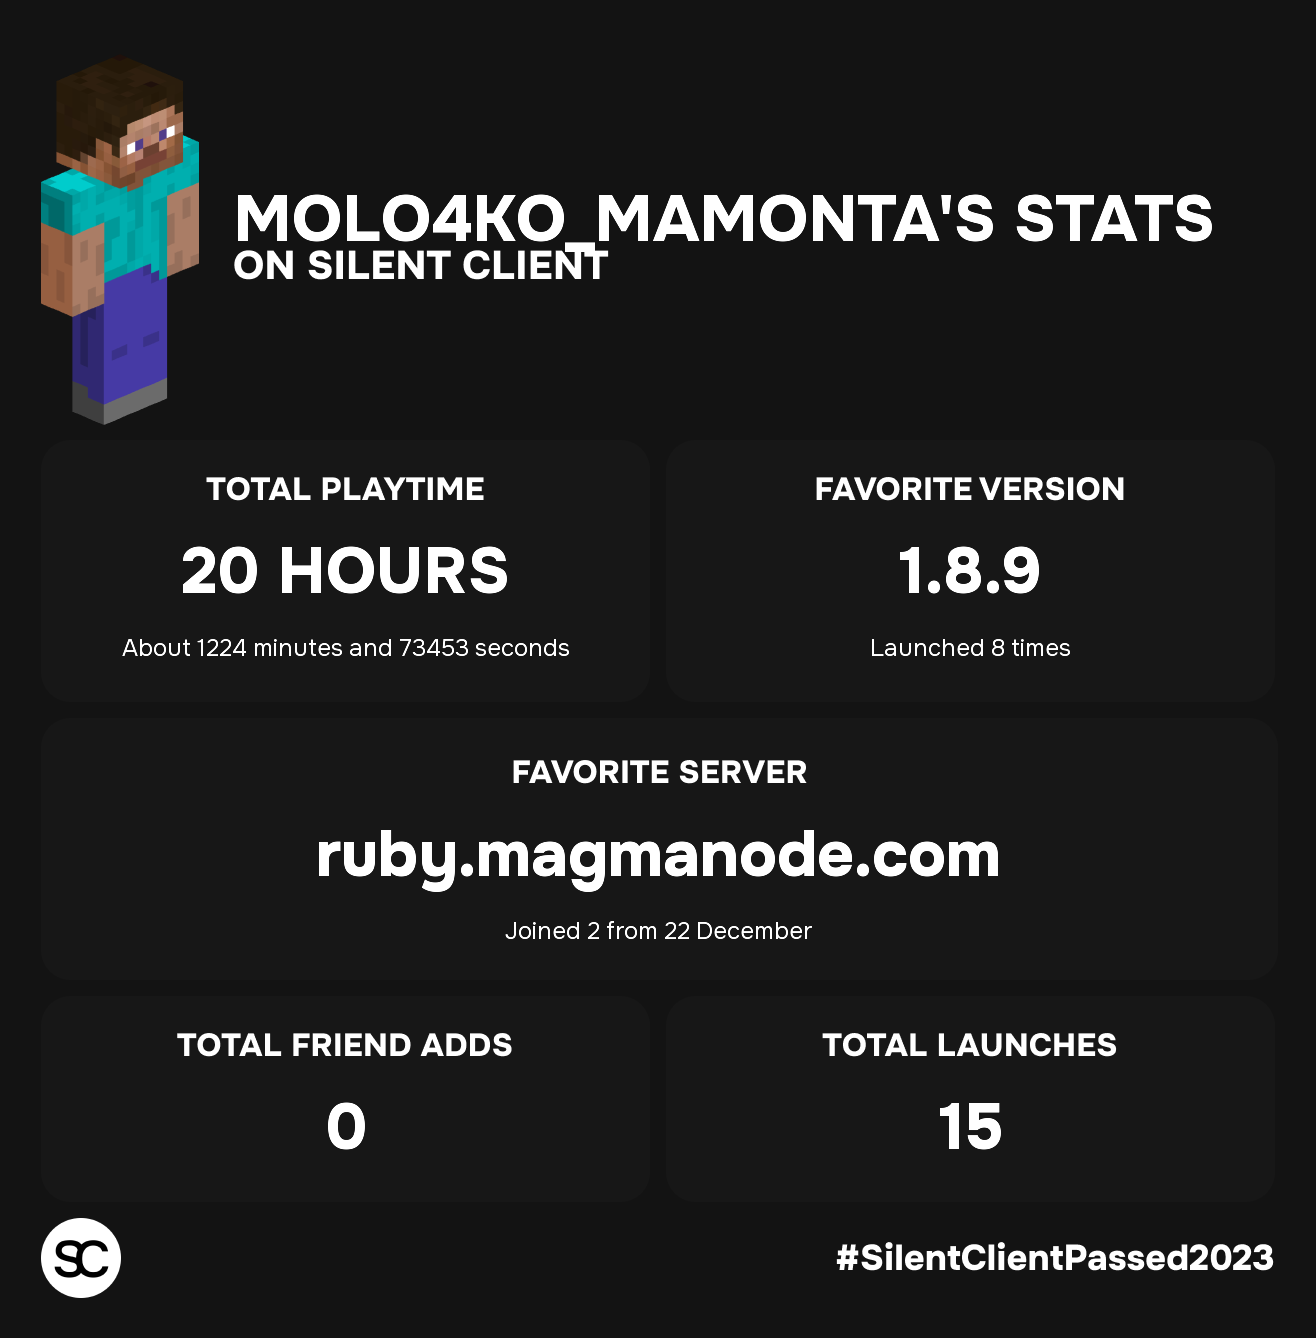 MOLO4KO_MAMONTA'S STATS
ON SILENT CLIENT
TOTAL PLAYTIME
20 HOURS
About 1224 minutes and 73453 seconds
FAVORITE VERSION
1.8.9
Launched 8 times
FAVORITE SERVER
ruby.magmanode.com
Joined 2 from 22 December
TOTAL FRIEND ADDS
0
TOTAL LAUNCHES
15
SC
#SilentClientPassed2023